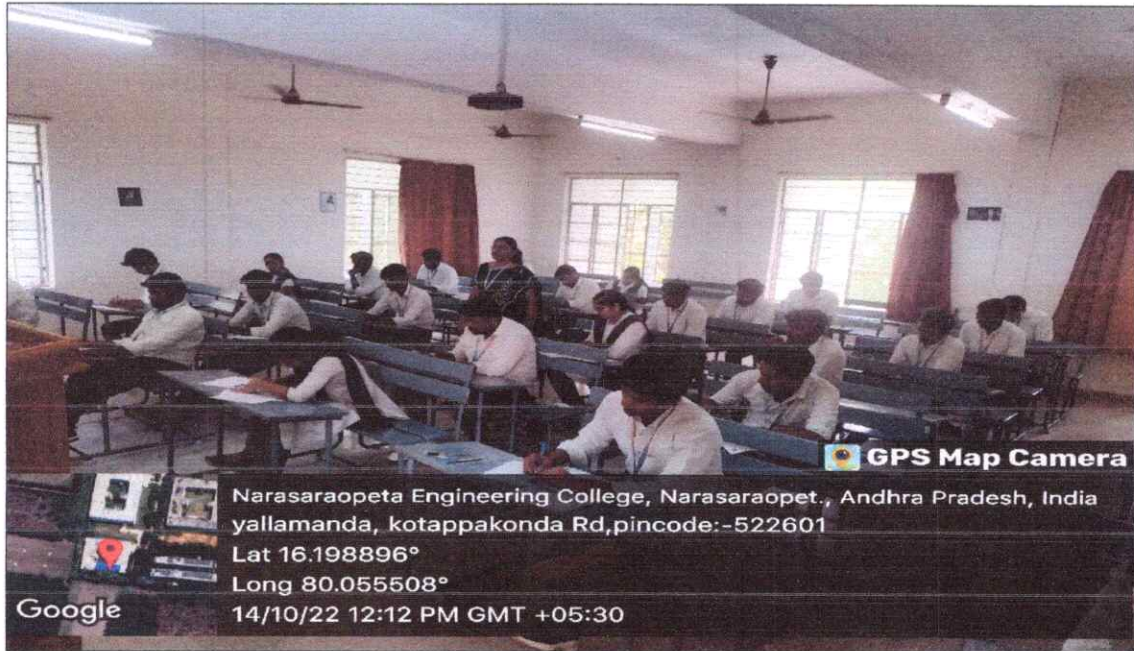 A
GPS Map Camera
Narasaraopeta Engineering College, Narasaraopet., Andhra Pradesh, India
yallamanda, kotappakonda Rd,pincode:-522601
Lat 16.198896°
Long 80.055508°
Google
14/10/22 12:12 PM GMT +05:30